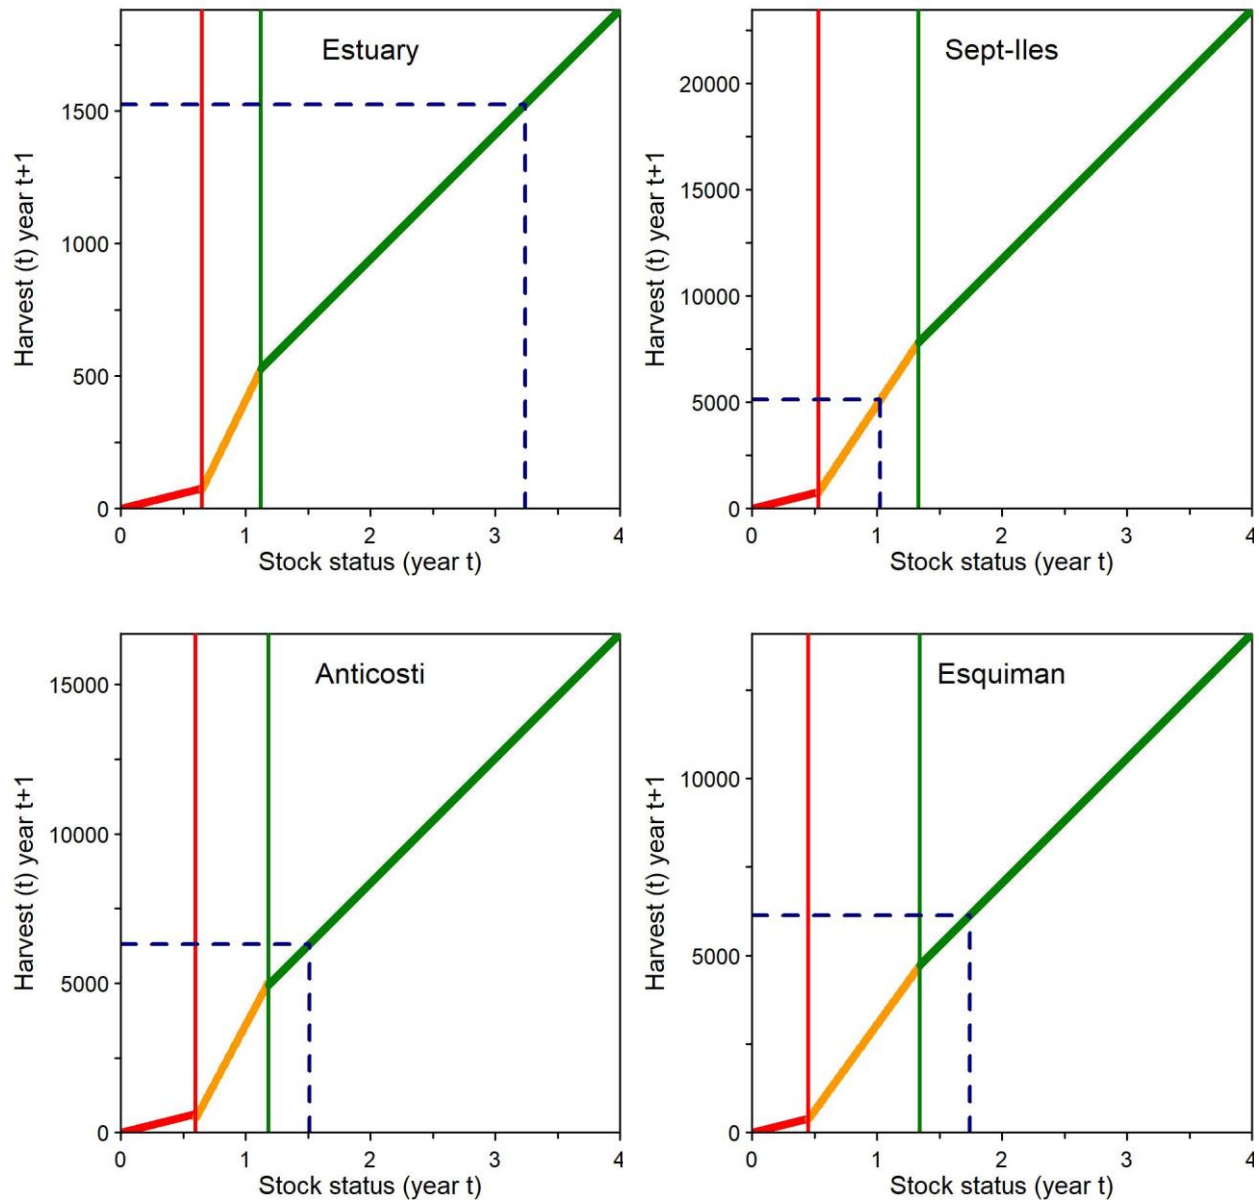 Estuary
Harvest (t) year t+1
1500
1000
500
0
0 1 2 3 4
Stock status (year t)
Sept-Iles
Harvest (t) year t+1
20000
15000
10000
5000
0
0 1 2 3 4
Stock status (year t)
Anticosti
Harvest (t) year t+1
15000
10000
5000
0
0 1 2 3 4
Stock status (year t)
Esquiman
Harvest (t) year t+1
10000
5000
0
0 1 2 3 4
Stock status (year t)